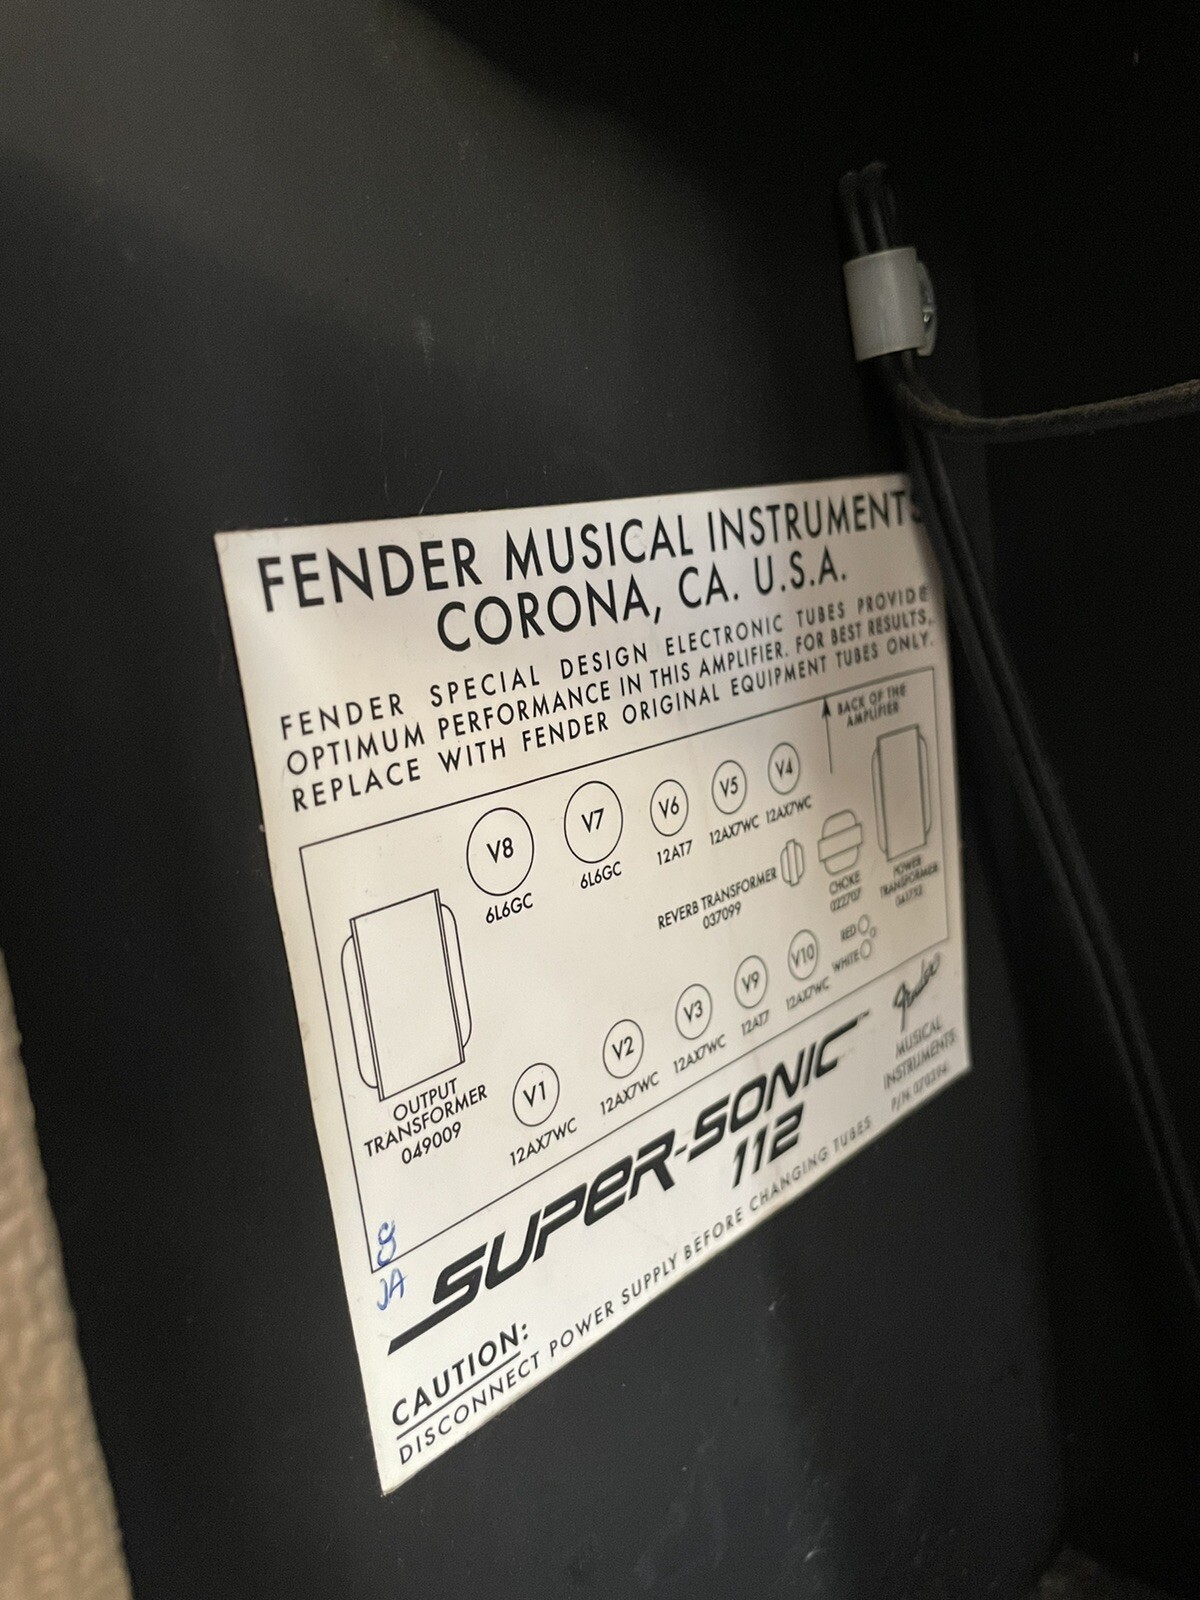 FENDER MUSICAL INSTRUMENTS
CORONA, CA. U.S.A.
FENDER SPECIAL DESIGN ELECTRONIC TUBES PROVIDE
OPTIMUM PERFORMANCE IN THIS AMPLIFIER. FOR BEST RESULTS,
REPLACE WITH FENDER ORIGINAL EQUIPMENT TUBES ONLY.
BACK OF THE
AMPLIFIER
V8
6L6GC
V7
6L6GC
V6
12AT7
V5
12AX7WC
V4
12AX7WC
REVERB TRANSFORMER
037099
CHOKE
022707
POWER
TRANSFORMER
OUTPUT
TRANSFORMER
049009
V1
12AX7WC
V2
12AX7WC
V3
12AX7WC
V9
12AT7
V10
12AX7WC
RED
WHITE
8
JA
SUPER-SONIC™
112
Fender
MUSICAL
INSTRUMENTS
CAUTION:
DISCONNECT POWER SUPPLY BEFORE CHANGING TUBES